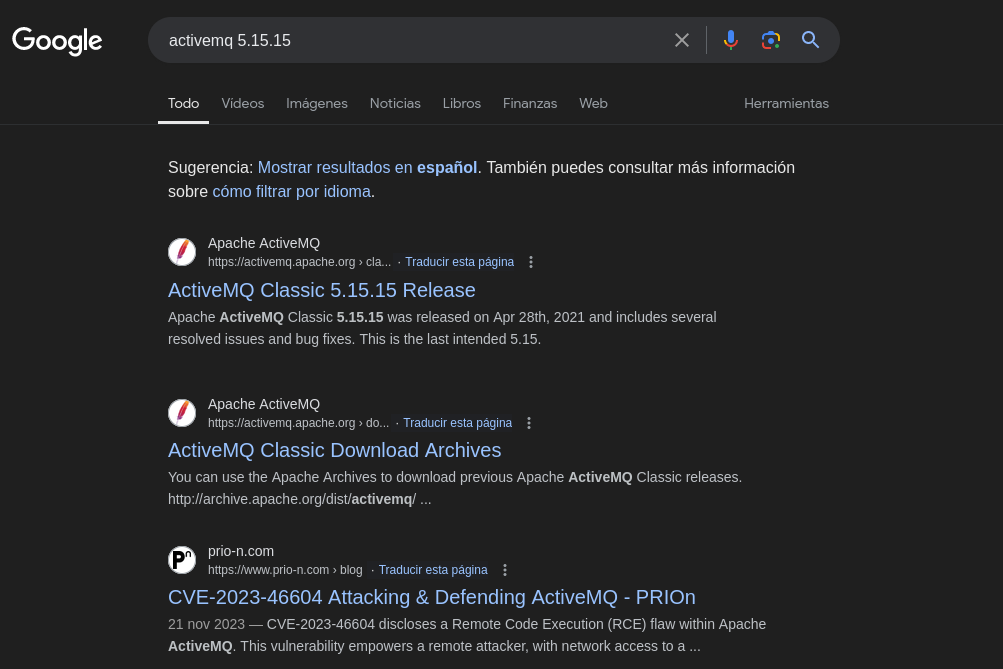 Google
activemq 5.15.15
Todo Vídeos Imágenes Noticias Libros Finanzas Web Herramientas
Sugerencia: Mostrar resultados en español. También puedes consultar más información
sobre cómo filtrar por idioma.
Apache ActiveMQ
https://activemq.apache.org › cla... · Traducir esta página
ActiveMQ Classic 5.15.15 Release
Apache ActiveMQ Classic 5.15.15 was released on Apr 28th, 2021 and includes several
resolved issues and bug fixes. This is the last intended 5.15.
Apache ActiveMQ
https://activemq.apache.org › do... · Traducir esta página
ActiveMQ Classic Download Archives
You can use the Apache Archives to download previous Apache ActiveMQ Classic releases.
http://archive.apache.org/dist/activemq/ ...
Pn
prio-n.com
https://www.prio-n.com › blog · Traducir esta página
CVE-2023-46604 Attacking & Defending ActiveMQ - PRIOn
21 nov 2023 — CVE-2023-46604 discloses a Remote Code Execution (RCE) flaw within Apache
ActiveMQ. This vulnerability empowers a remote attacker, with network access to a ...